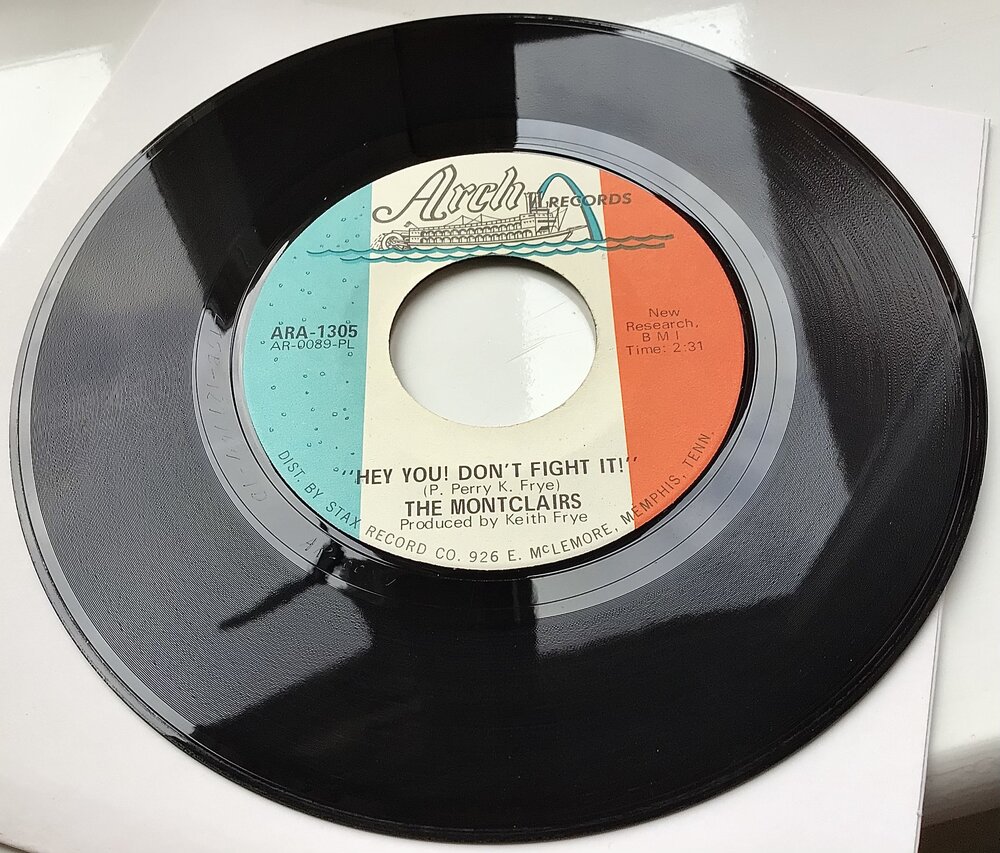 Arch RECORDS
ARA-1305
AR-0089-PL
New
Research,
B M I
Time: 2:31
"HEY YOU! DON'T FIGHT IT!"
(P. Perry K. Frye)
THE MONTCLAIRS
Produced by Keith Frye
DIST. BY STAX RECORD CO. 926 E. McLEMORE, MEMPHIS, TENN.